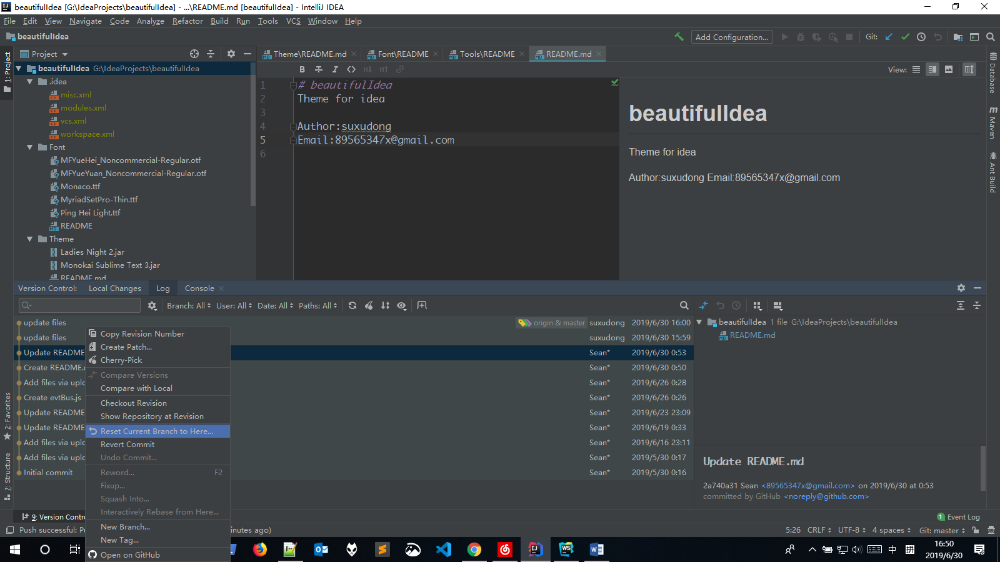 beautifulIdea [G:\IdeaProjects\beautifulIdea] - ...\README.md [beautifulIdea] - IntelliJ IDEA
File Edit View Navigate Code Analyze Refactor Build Run Tools VCS Window Help
beautifulIdea
Add Configuration...
Git:
1: Project
Project
Theme\README.md
Font\README
Tools\README
README.md
View:
beautifulIdea G:\IdeaProjects\beautifulIdea
.idea
misc.xml
modules.xml
vcs.xml
workspace.xml
Font
MFYueHei_Noncommercial-Regular.otf
MFYueYuan_Noncommercial-Regular.otf
Monaco.ttf
MyriadSetPro-Thin.ttf
Ping Hei Light.ttf
README
Theme
Ladies Night 2.jar
Monokai Sublime Text 3.jar
README.md
1 # beautifulIdea
2 Theme for idea
3
4 Author:suxudong
5 Email:89565347x@gmail.com
6
beautifulIdea
Theme for idea
Author:suxudong Email:89565347x@gmail.com
Database
Maven
Ant Build
Version Control: Local Changes Log Console
Branch: All User: All Date: All Paths: All
update files origin & master suxudong 2019/6/30 16:00
update files suxudong 2019/6/30 15:59
Update README Sean* 2019/6/30 0:53
Create README. Sean* 2019/6/30 0:50
Add files via uplo Sean* 2019/6/26 0:28
Create evtBus.js Sean* 2019/6/26 0:26
Update README Sean* 2019/6/23 23:09
Update README Sean* 2019/6/19 0:33
Add files via uplo Sean* 2019/6/16 23:11
Add files via uplo Sean* 2019/5/30 0:17
Initial commit Sean* 2019/5/30 0:16
Copy Revision Number
Create Patch...
Cherry-Pick
Compare Versions
Compare with Local
Checkout Revision
Show Repository at Revision
Reset Current Branch to Here...
Revert Commit
Undo Commit...
Reword... F2
Fixup...
Squash Into...
Interactively Rebase from Here...
New Branch...
New Tag...
Open on GitHub
beautifulIdea 1 file G:\IdeaProjects\beautifulIdea
README.md
Update README.md
2a740a31 Sean <89565347x@gmail.com> on 2019/6/30 at 0:53
committed by GitHub <noreply@github.com>
2: Favorites
7: Structure
9: Version Contro
1 Event Log
Push successful: P
inutes ago)
5:26 CRLF UTF-8 4 spaces Git: master
中 拼
16:50
2019/6/30